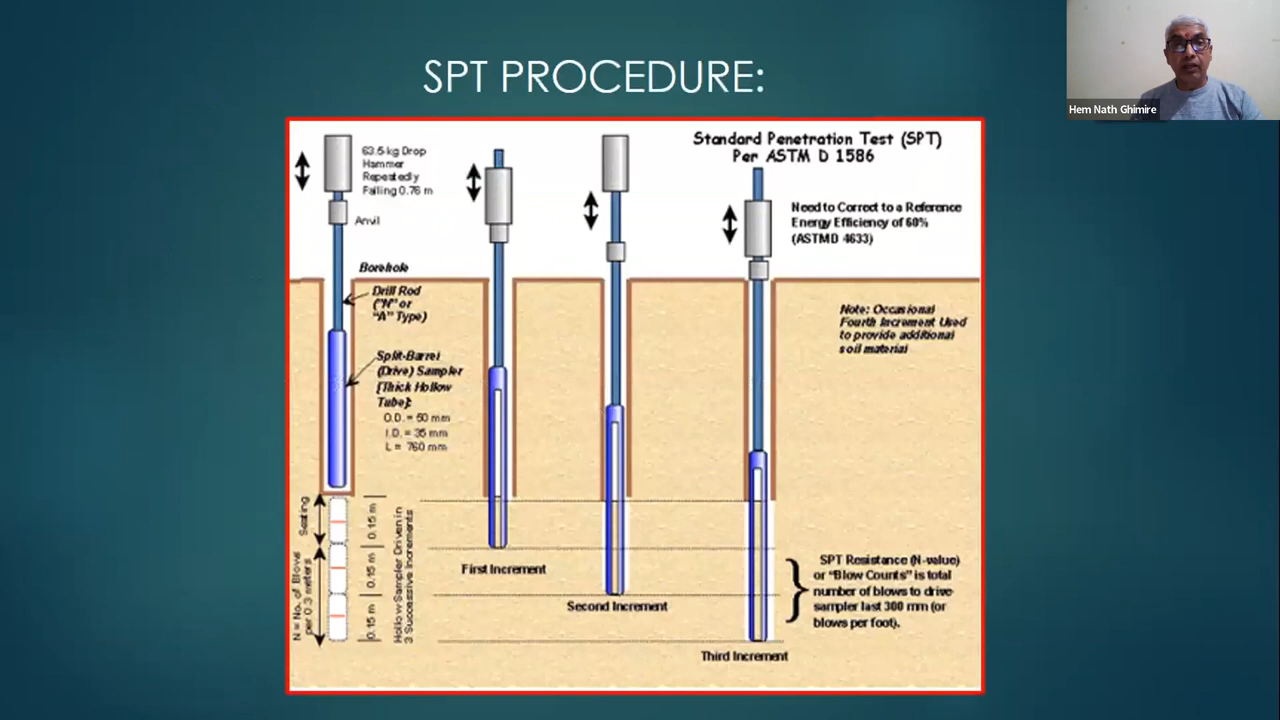 SPT PROCEDURE:
Hem Nath Ghimire
Standard Penetration Test (SPT)
Per ASTM D 1586
63.5-kg Drop
Hammer
Repeatedly
Falling 0.76 m
Anvil
Need to Correct to a Reference
Energy Efficiency of 60%
(ASTMD 4633)
Borehole
Drill Rod
("N" or
"A" Type)
Note: Occasional
Fourth Increment Used
to provide additional
soil material
Split-Barrel
(Drive) Sampler
[Thick Hollow
Tube]:
O.D. = 50 mm
I.D. = 35 mm
L = 760 mm
Seating
0.15 m
0.15 m
0.15 m
N = No. of Blows
per 0.3 meters
Hollow Sampler Driven in
3 Successive Increments
First Increment
Second Increment
Third Increment
SPT Resistance (N-value)
or "Blow Counts" is total
number of blows to drive
sampler last 300 mm (or
blows per foot).